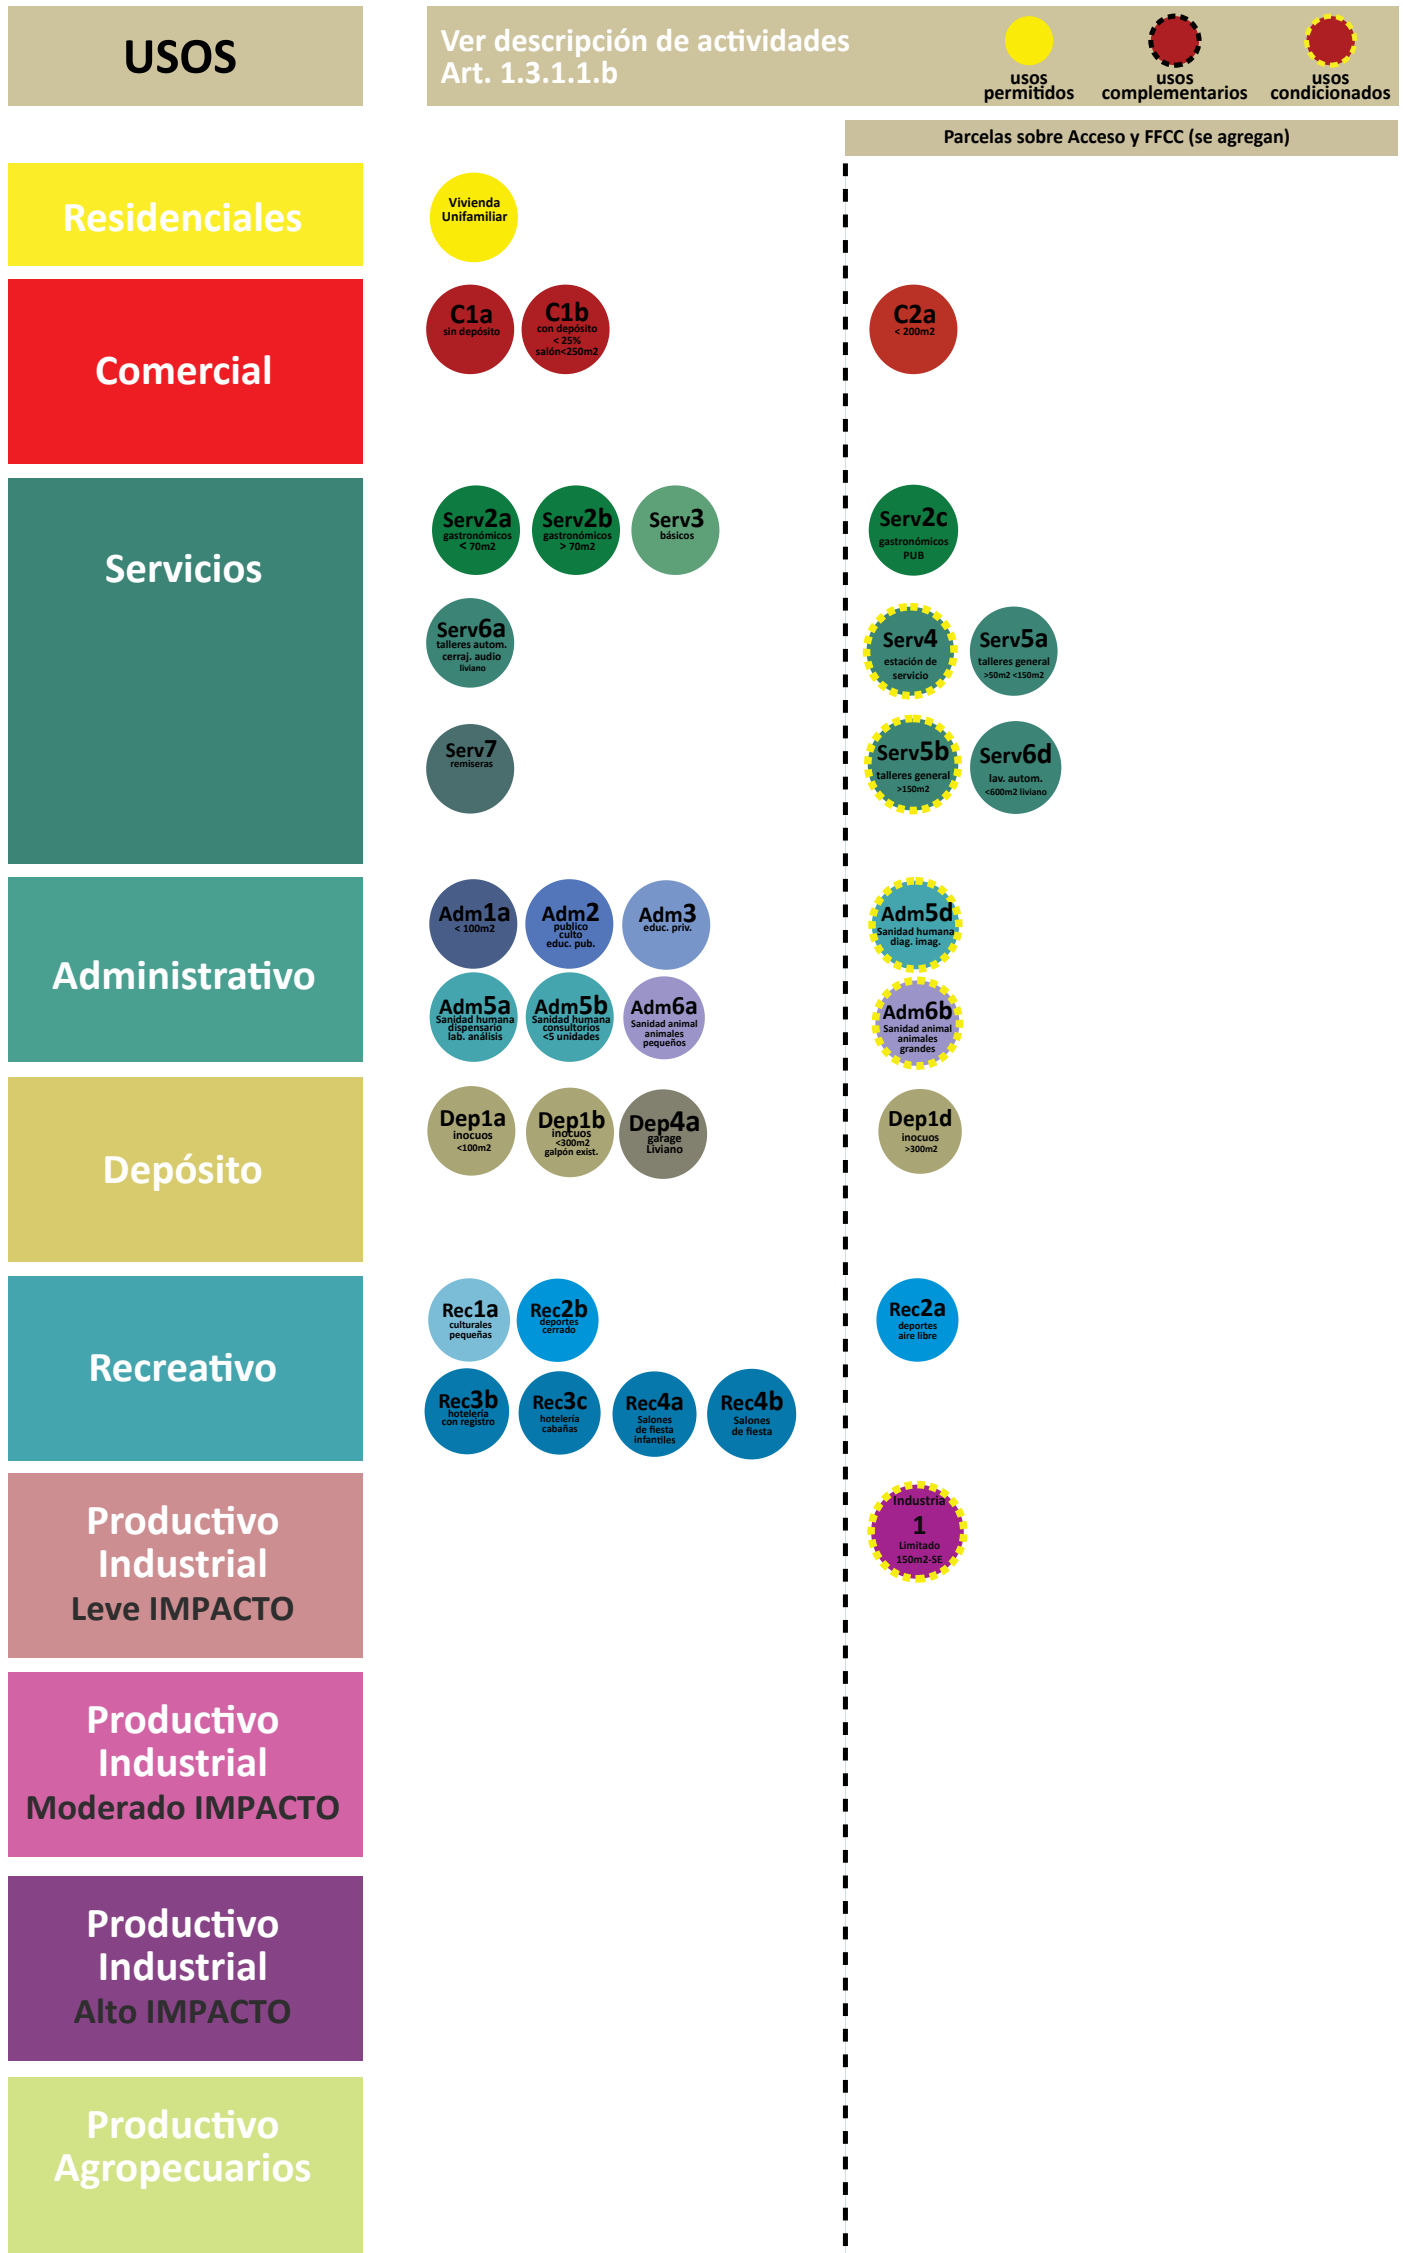 USOS
Ver descripción de actividades
Art. 1.3.1.1.b
usos
permitidos
usos
complementarios
usos
condicionados
Parcelas sobre Acceso y FFCC (se agregan)
Residenciales
Vivienda
Unifamiliar
Comercial
C1a
sin depósito
C1b
con depósito
< 25%
salón<250m2
C2a
< 200m2
Servicios
Serv2a
gastronómicos
< 70m2
Serv2b
gastronómicos
> 70m2
Serv3
básicos
Serv2c
gastronómicos
PUB
Serv6a
talleres autom.
cerraj. audio
liviano
Serv4
estación de
servicio
Serv5a
talleres general
>50m2 <150m2
Serv7
remiseras
Serv5b
talleres general
>150m2
Serv6d
lav. autom.
<600m2 liviano
Administrativo
Adm1a
< 100m2
Adm2
publico
culto
educ. pub.
Adm3
educ. priv.
Adm5d
Sanidad humana
diag. imag.
Adm5a
Sanidad humana
dispensario
lab. análisis
Adm5b
Sanidad humana
consultorios
<5 unidades
Adm6a
Sanidad animal
animales
pequeños
Adm6b
Sanidad animal
animales
grandes
Depósito
Dep1a
inocuos
<100m2
Dep1b
inocuos
<300m2
galpón exist.
Dep4a
garage
Liviano
Dep1d
inocuos
>300m2
Recreativo
Rec1a
culturales
pequeñas
Rec2b
deportes
cerrado
Rec2a
deportes
aire libre
Rec3b
hotelería
con registro
Rec3c
hotelería
cabañas
Rec4a
Salones
de fiesta
infantiles
Rec4b
Salones
de fiesta
Productivo
Industrial
Leve IMPACTO
Industria
1
Limitado
150m2-SE
Productivo
Industrial
Moderado IMPACTO
Productivo
Industrial
Alto IMPACTO
Productivo
Agropecuarios